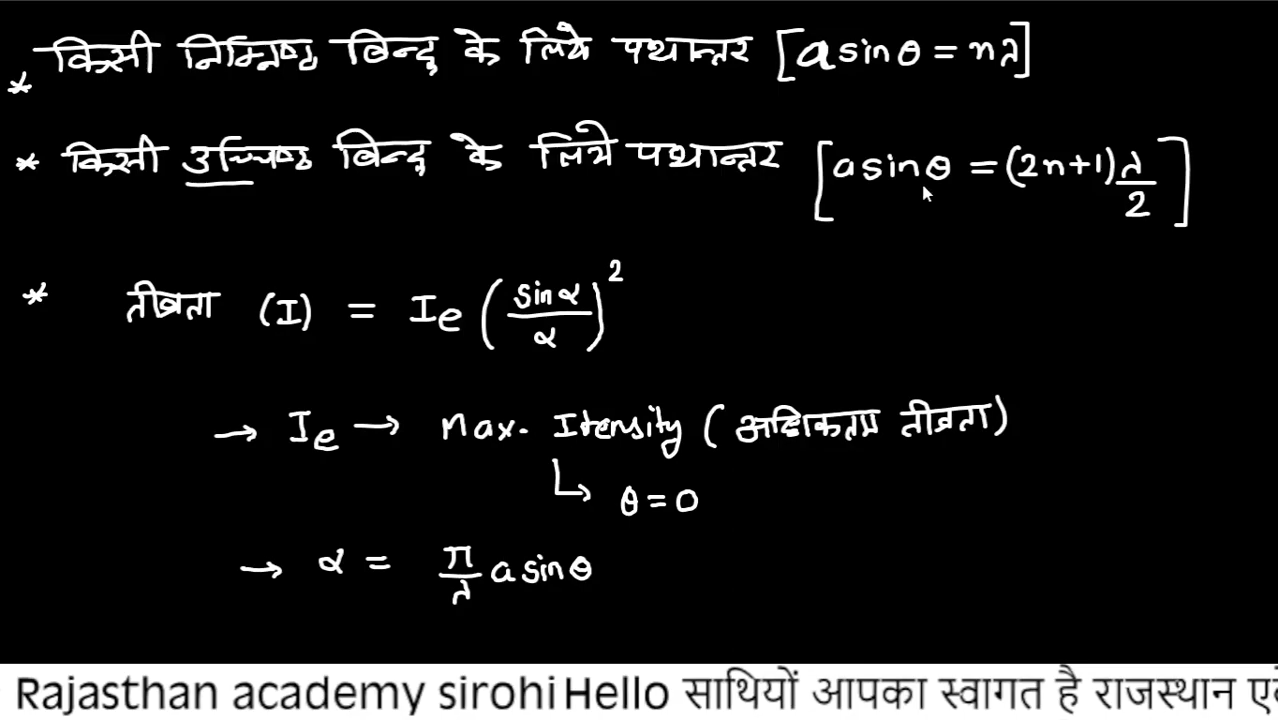 * किसी निम्निष्ठ बिन्दु के लिये पथान्तर [a sinθ = nλ]
* किसी उच्चिष्ठ बिन्दु के लिये पथान्तर [a sinθ = (2n+1) λ/2]
* तीव्रता (I) = Ie (sinα/α)²
→ Ie → Max. Itensity (अधिकतम तीव्रता)
↳ θ = 0
→ α = π/λ a sinθ
Rajasthan academy sirohi Hello साथियों आपका स्वागत है राजस्थान